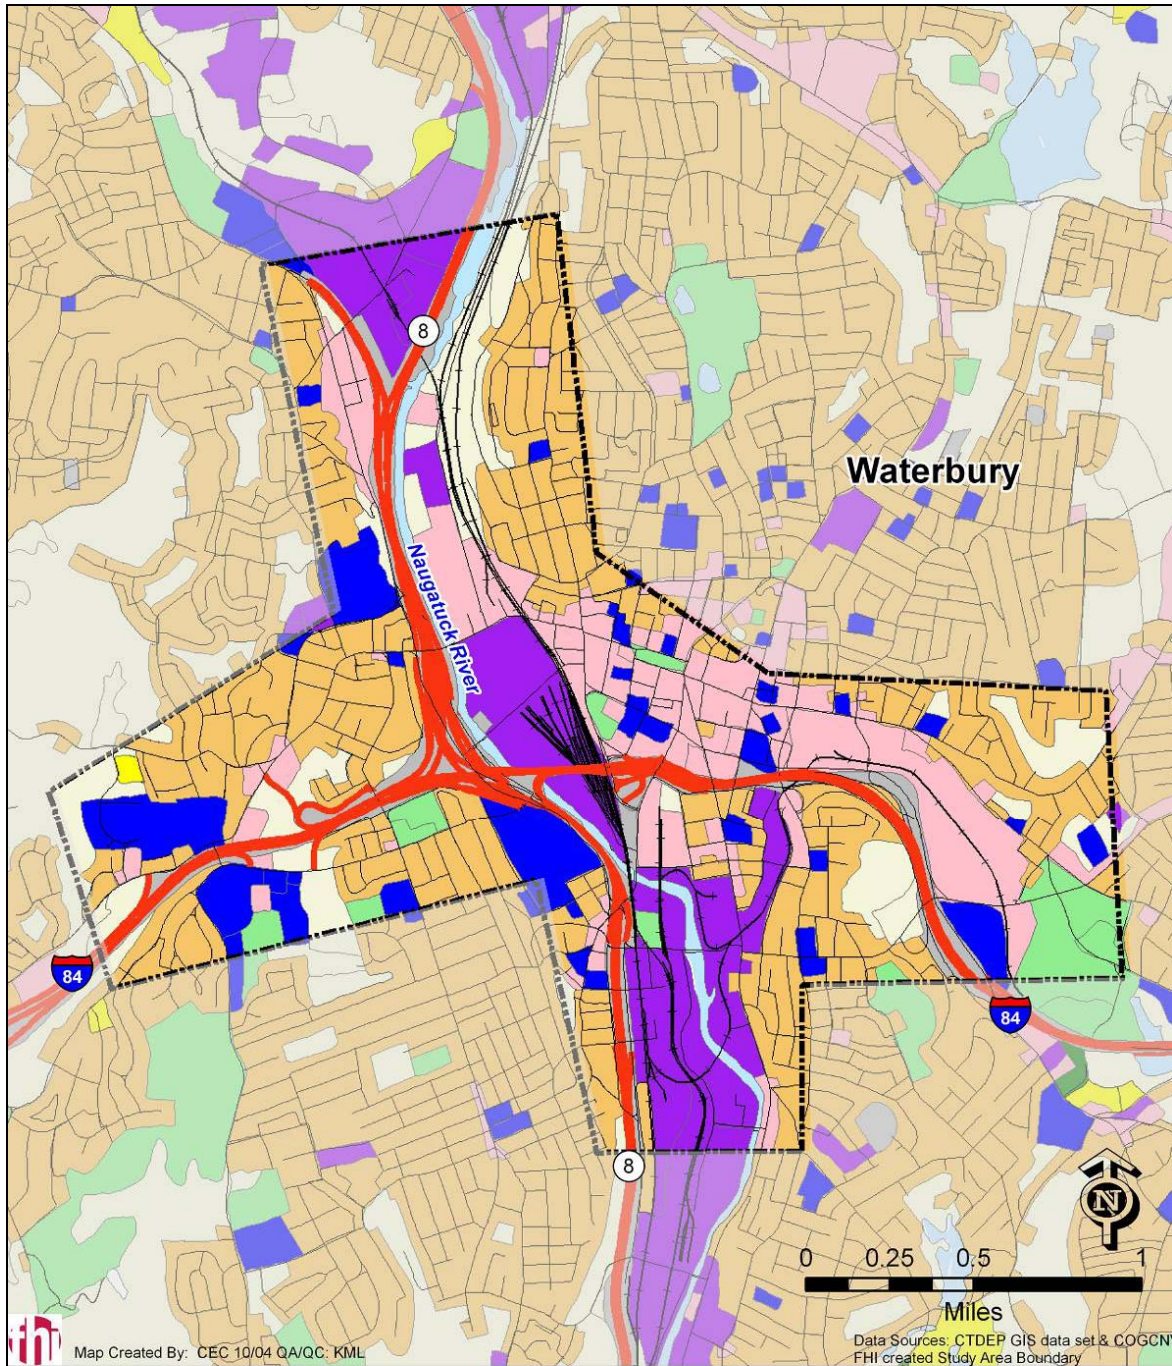 8
Waterbury
Naugatuck River
84
84
8
N
0 0.25 0.5 1
Miles
fhi
Map Created By: CEC 10/04 QA/QC: KML
Data Sources: CTDEP GIS data set & COGCNV
FHI created Study Area Boundary